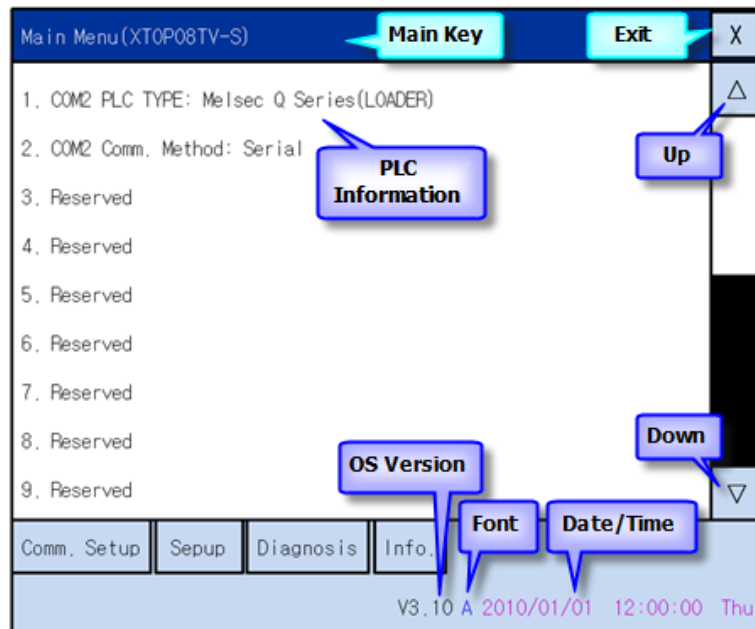 Main Menu(XTOP08TV-S) Main Key Exit X
1. COM2 PLC TYPE: Melsec Q Series(LOADER)
Up
2. COM2 Comm. Method: Serial
PLC
Information
3. Reserved
4. Reserved
5. Reserved
6. Reserved
7. Reserved
8. Reserved
Down
OS Version
9. Reserved
Font Date/Time
Comm. Setup Sepup Diagnosis Info.
V3.10 A 2010/01/01 12:00:00 Thu